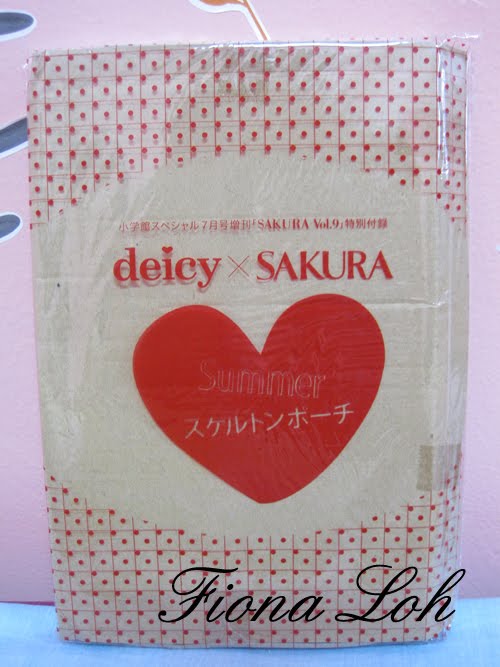 小学館スペシャル7月号増刊「SAKURA Vol.9」特別付録
deicy×SAKURA
Summer
スケルトンポーチ
Fiona Loh